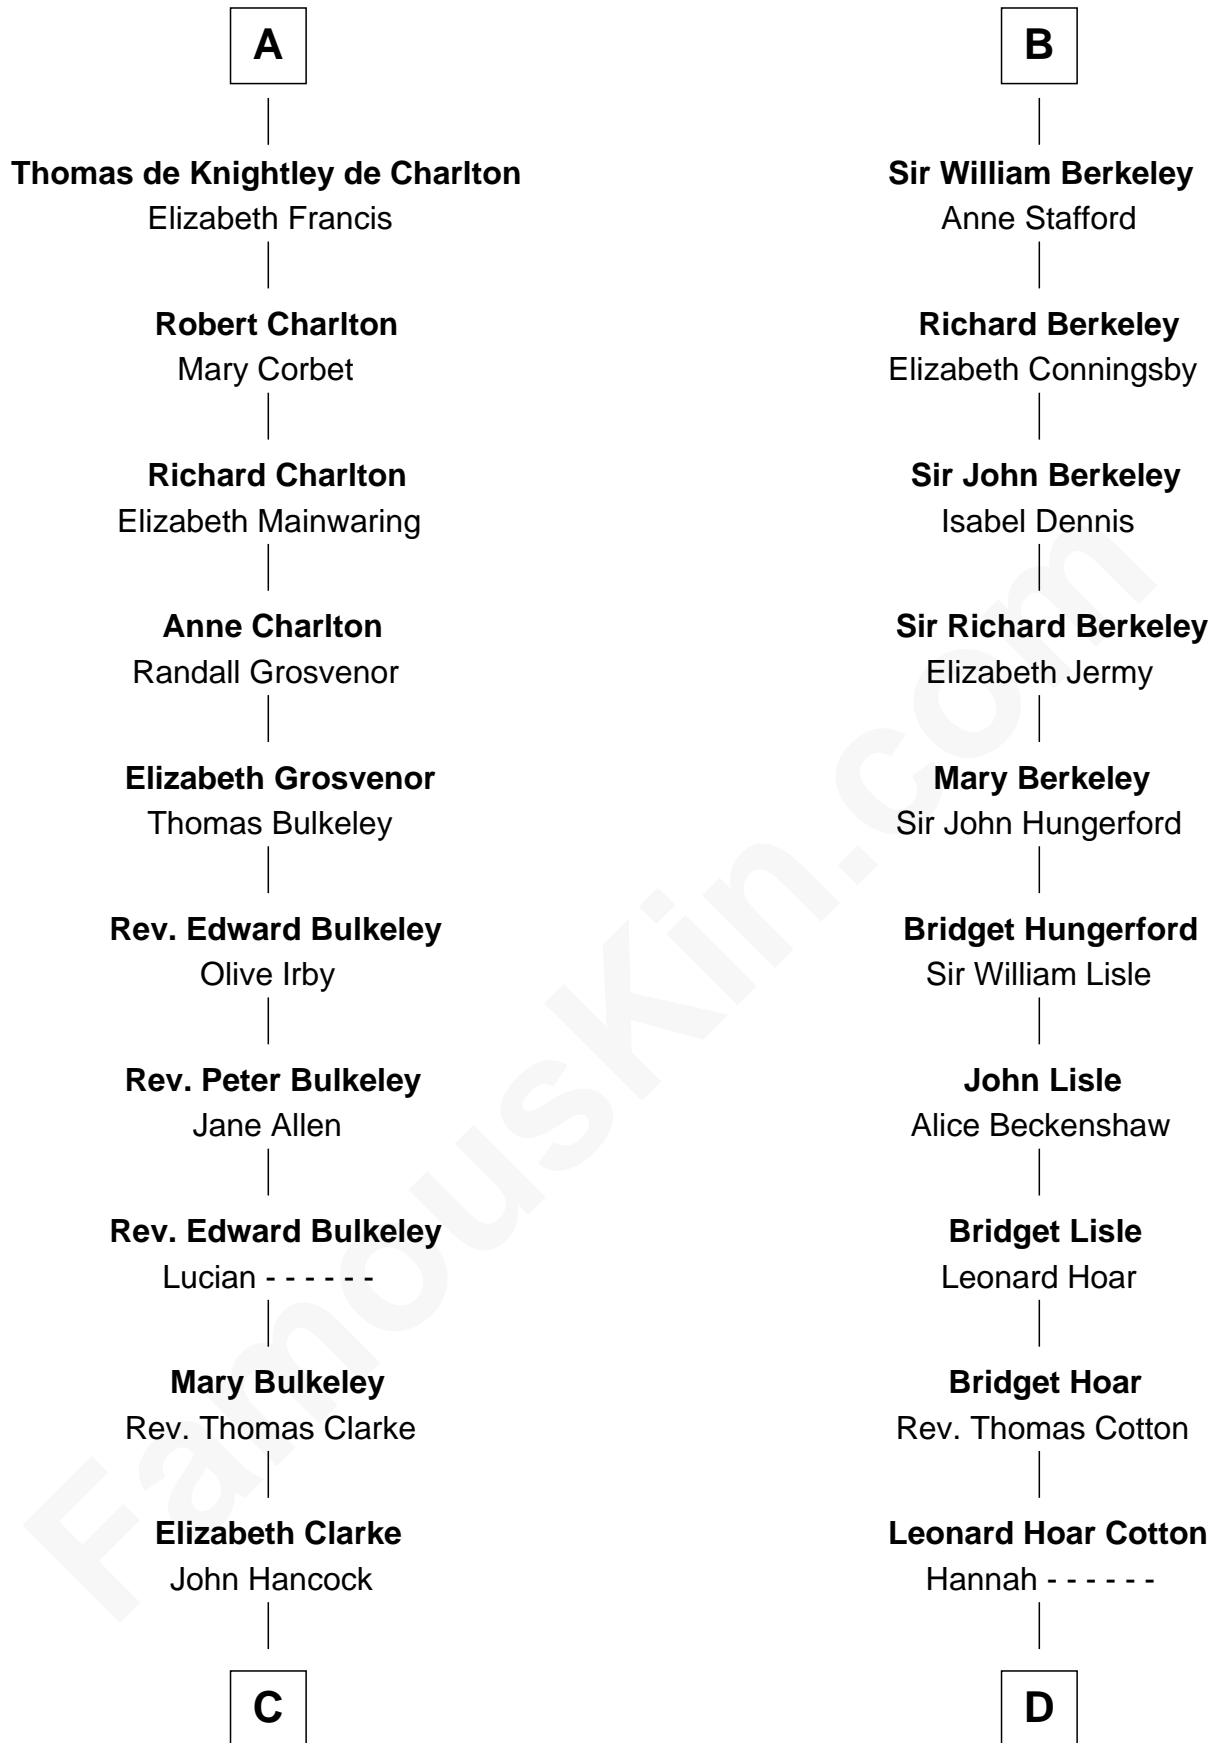 A
Thomas de Knightley de Charlton
Elizabeth Francis
Robert Charlton
Mary Corbet
Richard Charlton
Elizabeth Mainwaring
Anne Charlton
Randall Grosvenor
Elizabeth Grosvenor
Thomas Bulkeley
Rev. Edward Bulkeley
Olive Irby
Rev. Peter Bulkeley
Jane Allen
Rev. Edward Bulkeley
Lucian - - - - - -
Mary Bulkeley
Rev. Thomas Clarke
Elizabeth Clarke
John Hancock
C
B
Sir William Berkeley
Anne Stafford
Richard Berkeley
Elizabeth Conningsby
Sir John Berkeley
Isabel Dennis
Sir Richard Berkeley
Elizabeth Jermy
Mary Berkeley
Sir John Hungerford
Bridget Hungerford
Sir William Lisle
John Lisle
Alice Beckenshaw
Bridget Lisle
Leonard Hoar
Bridget Hoar
Rev. Thomas Cotton
Leonard Hoar Cotton
Hannah - - - - - -
D
FamousKin.com